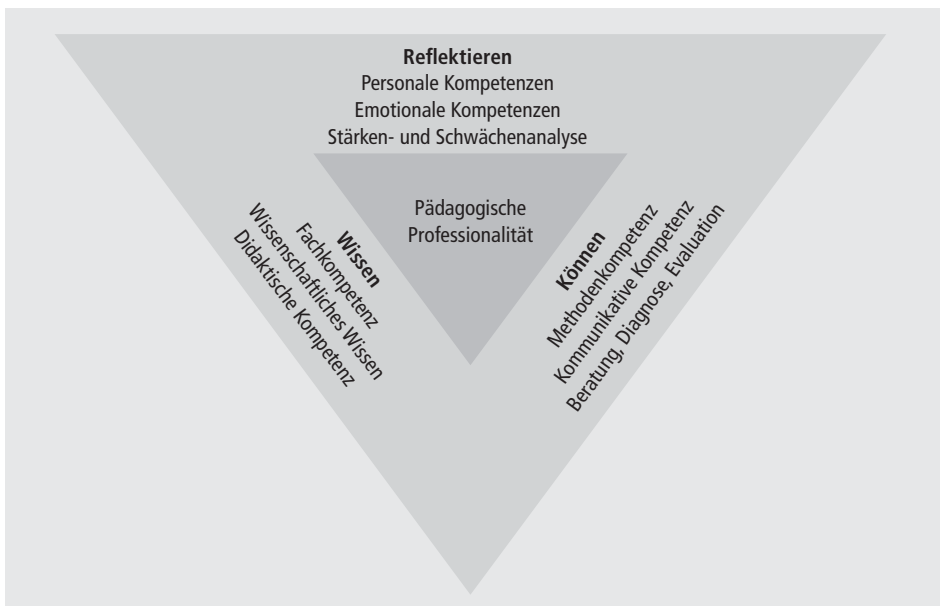 Reflektieren
Personale Kompetenzen
Emotionale Kompetenzen
Stärken- und Schwächenanalyse
Pädagogische
Professionalität
Wissen
Fachkompetenz
Wissenschaftliches Wissen
Didaktische Kompetenz
Können
Methodenkompetenz
Kommunikative Kompetenz
Beratung, Diagnose, Evaluation